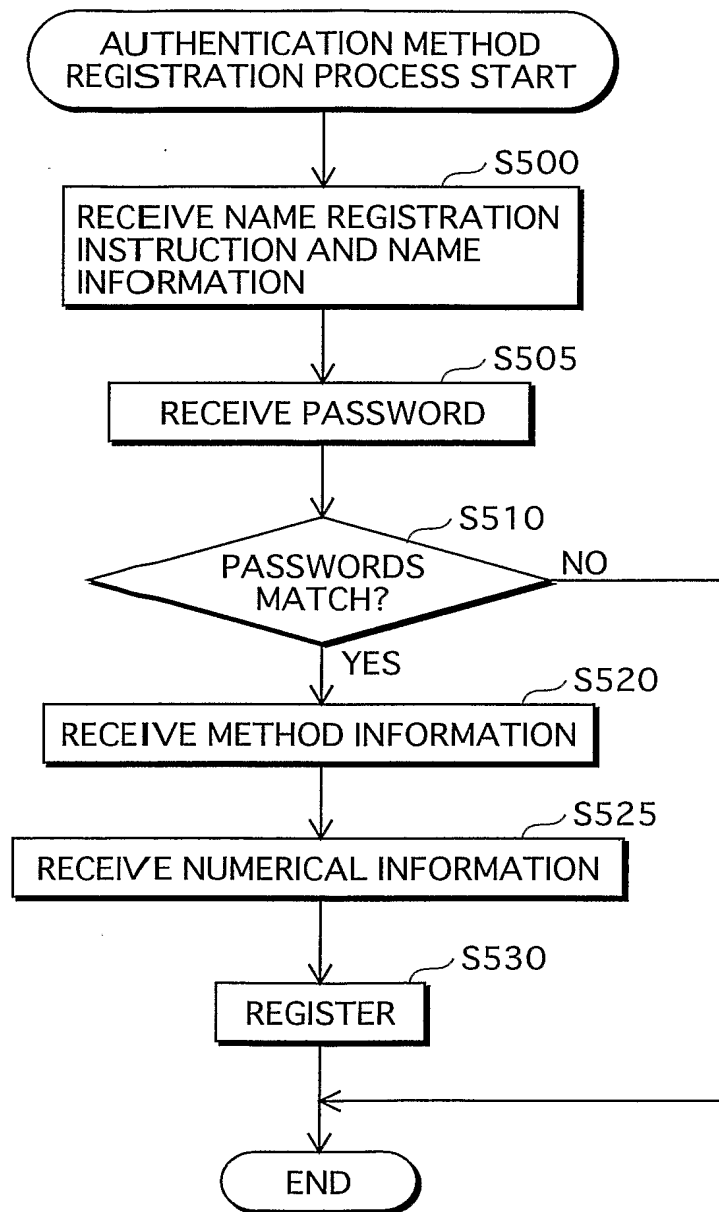 AUTHENTICATION METHOD
REGISTRATION PROCESS START
S500
RECEIVE NAME REGISTRATION
INSTRUCTION AND NAME
INFORMATION
S505
RECEIVE PASSWORD
S510
PASSWORDS
MATCH?
NO
YES
S520
RECEIVE METHOD INFORMATION
S525
RECEIVE NUMERICAL INFORMATION
S530
REGISTER
END